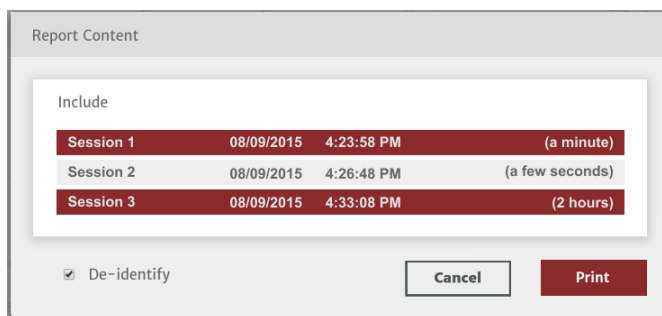 Report Content
Include
Session 1 08/09/2015 4:23:58 PM (a minute)
Session 2 08/09/2015 4:26:48 PM (a few seconds)
Session 3 08/09/2015 4:33:08 PM (2 hours)
De-identify Cancel Print